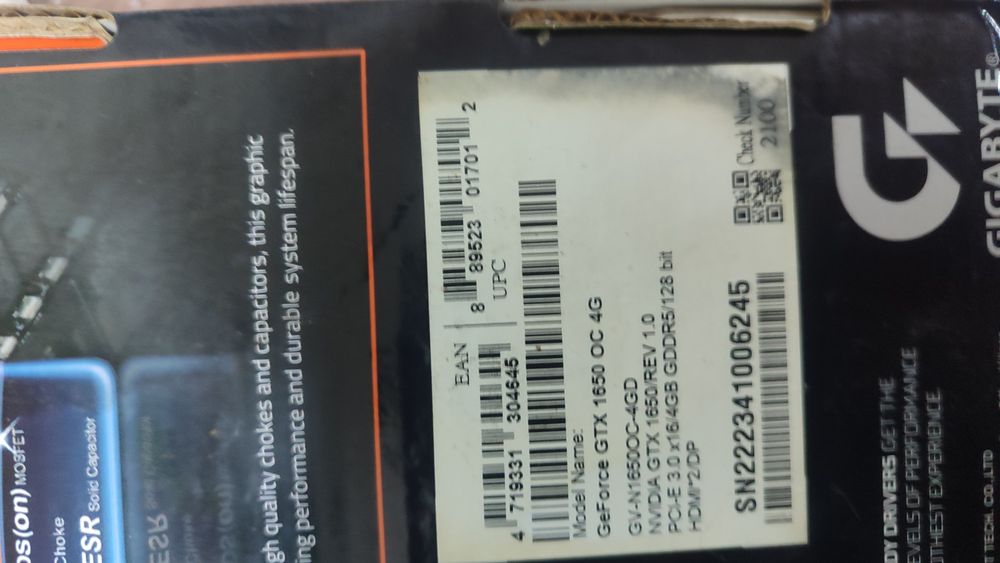 os(on) MOSFET
Choke
ESR Solid Capacitor
gh quality chokes and capacitors, this graphic
ing performance and durable system lifespan.
EAN
4 719331 304645
8 89523 01701 2
UPC
Model Name:
GeForce GTX 1650 OC 4G
GV-N1650OC-4GD
NVIDIA GTX 1650/REV 1.0
PCI-E 3.0 x16/4GB GDDR5/128 bit
HDMI*2/DP
SN222341006245
Check Number
2100
GIGABYTE®
DY DRIVERS GET THE
EVELS OF PERFORMANCE
OTHEST EXPERIENCE.
CO.,LTD